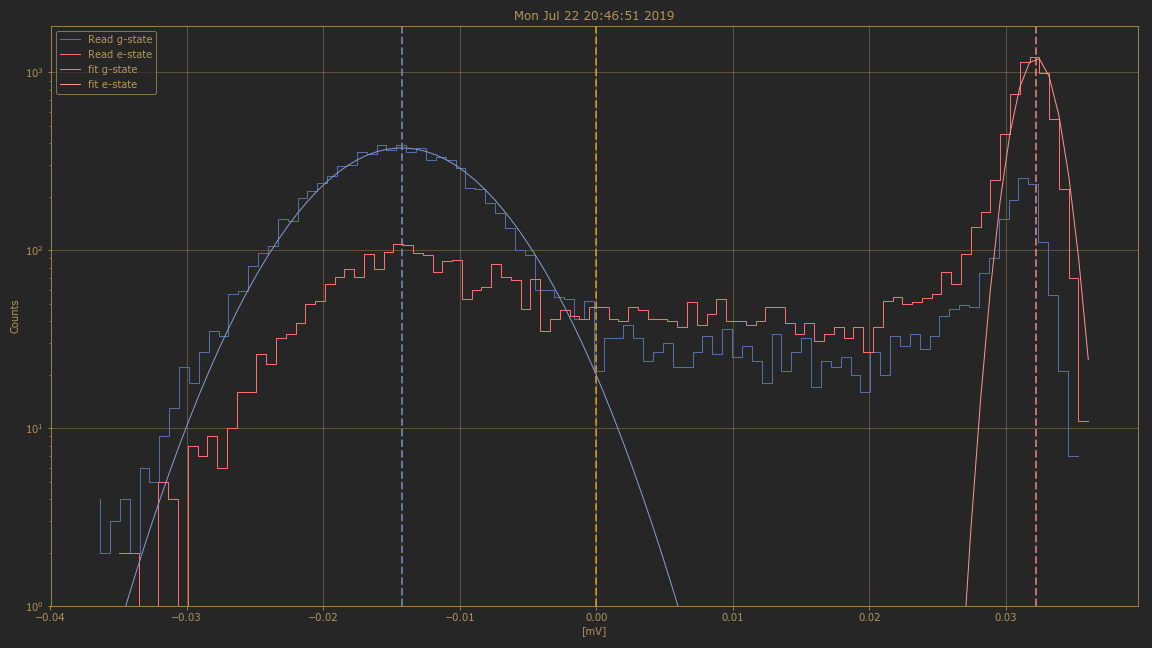 Mon Jul 22 20:46:51 2019
Read g-state
Read e-state
fit g-state
fit e-state
10³
10²
10¹
10⁰
Counts
−0.04 −0.03 −0.02 −0.01 0.00 0.01 0.02 0.03
[mV]